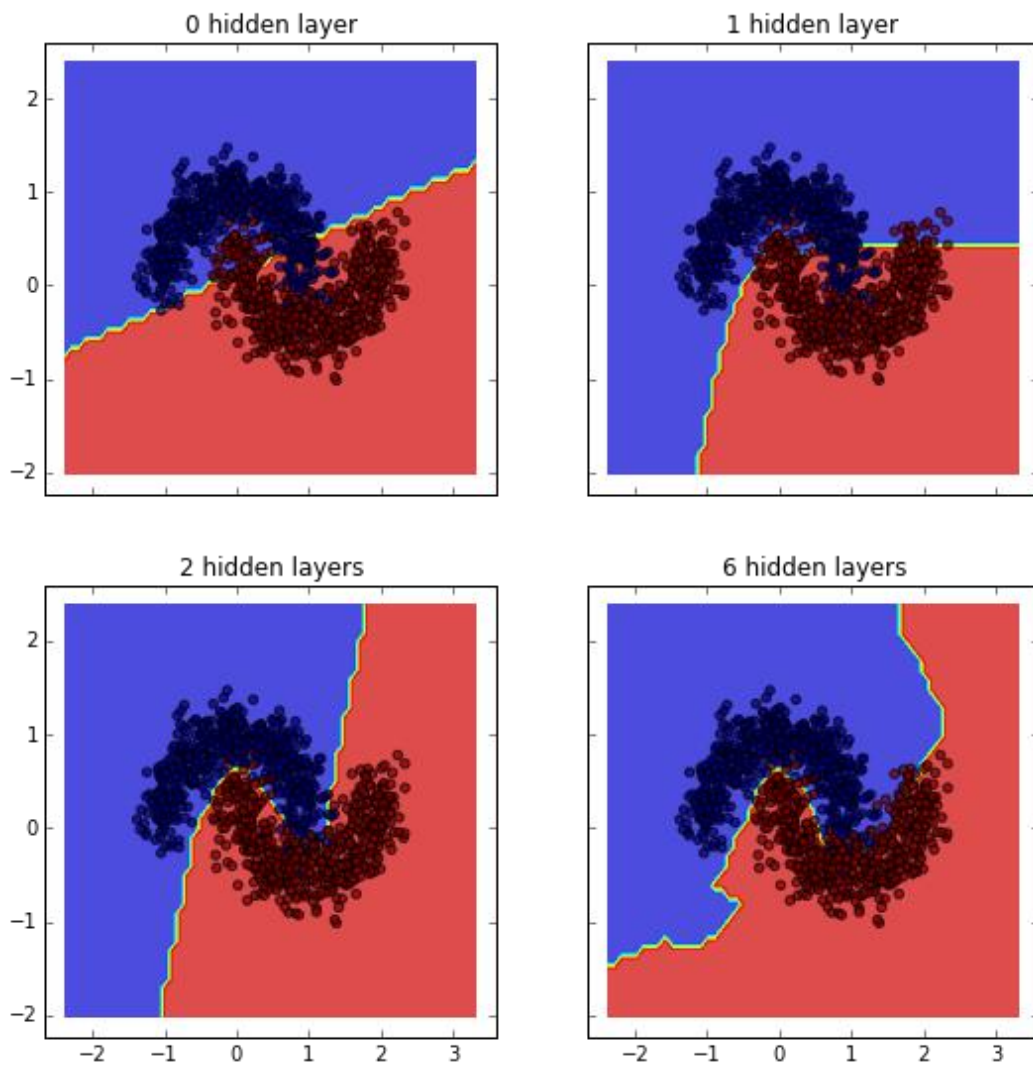 0 hidden layer
1 hidden layer
2
1
0
−1
−2
2 hidden layers
6 hidden layers
2
1
0
−1
−2
−2 −1 0 1 2 3
−2 −1 0 1 2 3